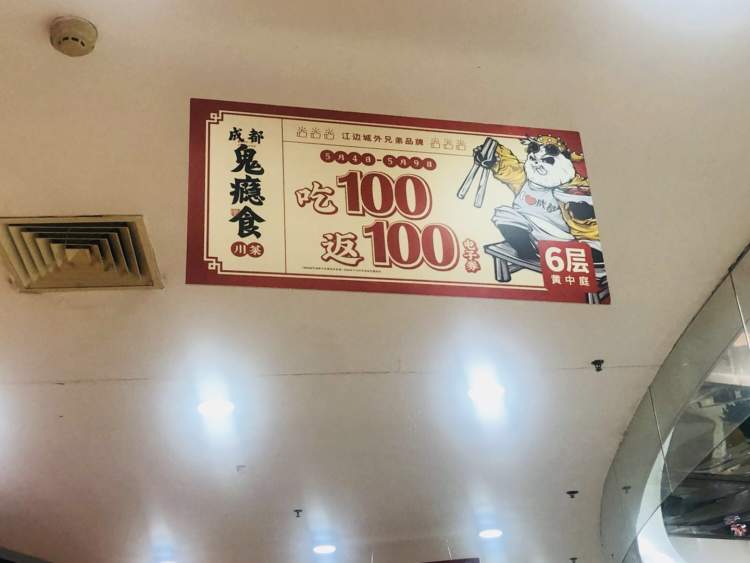 成都
鬼瘾食
川菜
江边城外兄弟品牌
5月4日-5月9日
吃100
返100
电子券
I 成都
6层
黄中庭